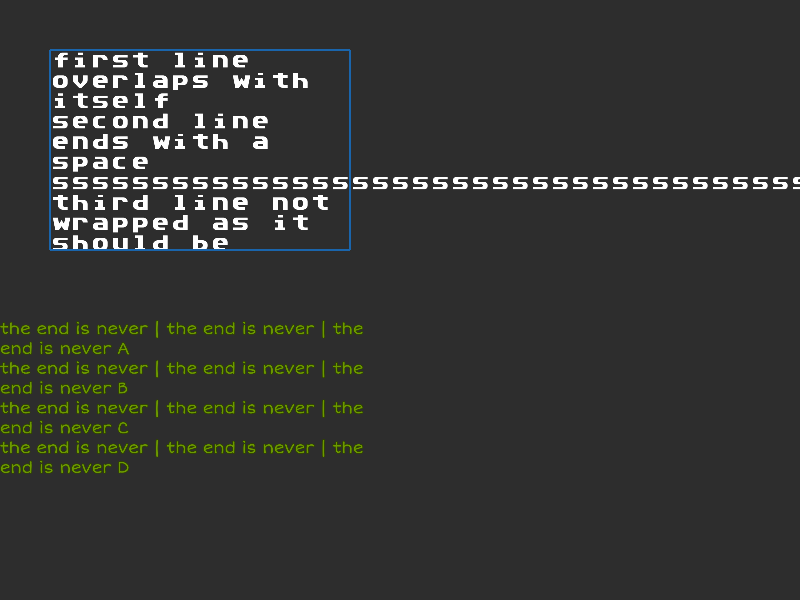 first line
overlaps with
itself
second line
ends with a
space
ssssssssssssssssssssssssssssssssssssss
third line not
wrapped as it
should be
the end is never | the end is never | the
end is never A
the end is never | the end is never | the
end is never B
the end is never | the end is never | the
end is never C
the end is never | the end is never | the
end is never D